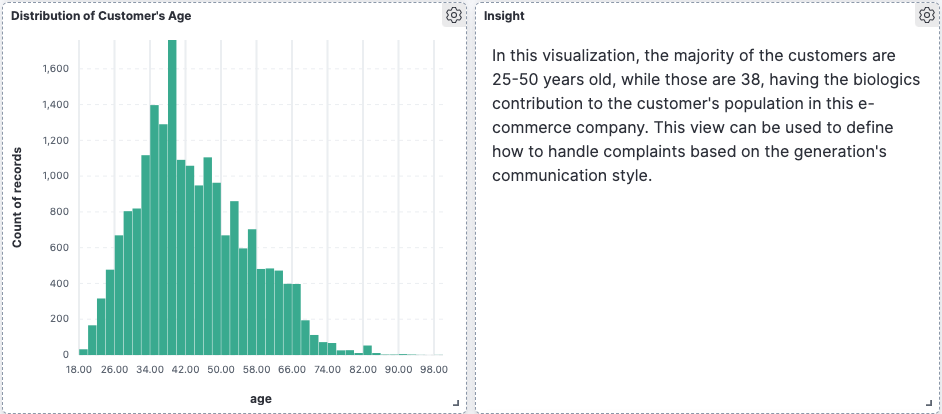 Distribution of Customer's Age
Count of records
1,600
1,400
1,200
1,000
800
600
400
200
0
18.00 26.00 34.00 42.00 50.00 58.00 66.00 74.00 82.00 90.00 98.00
age
Insight
In this visualization, the majority of the customers are
25-50 years old, while those are 38, having the biologics
contribution to the customer's population in this e-
commerce company. This view can be used to define
how to handle complaints based on the generation's
communication style.